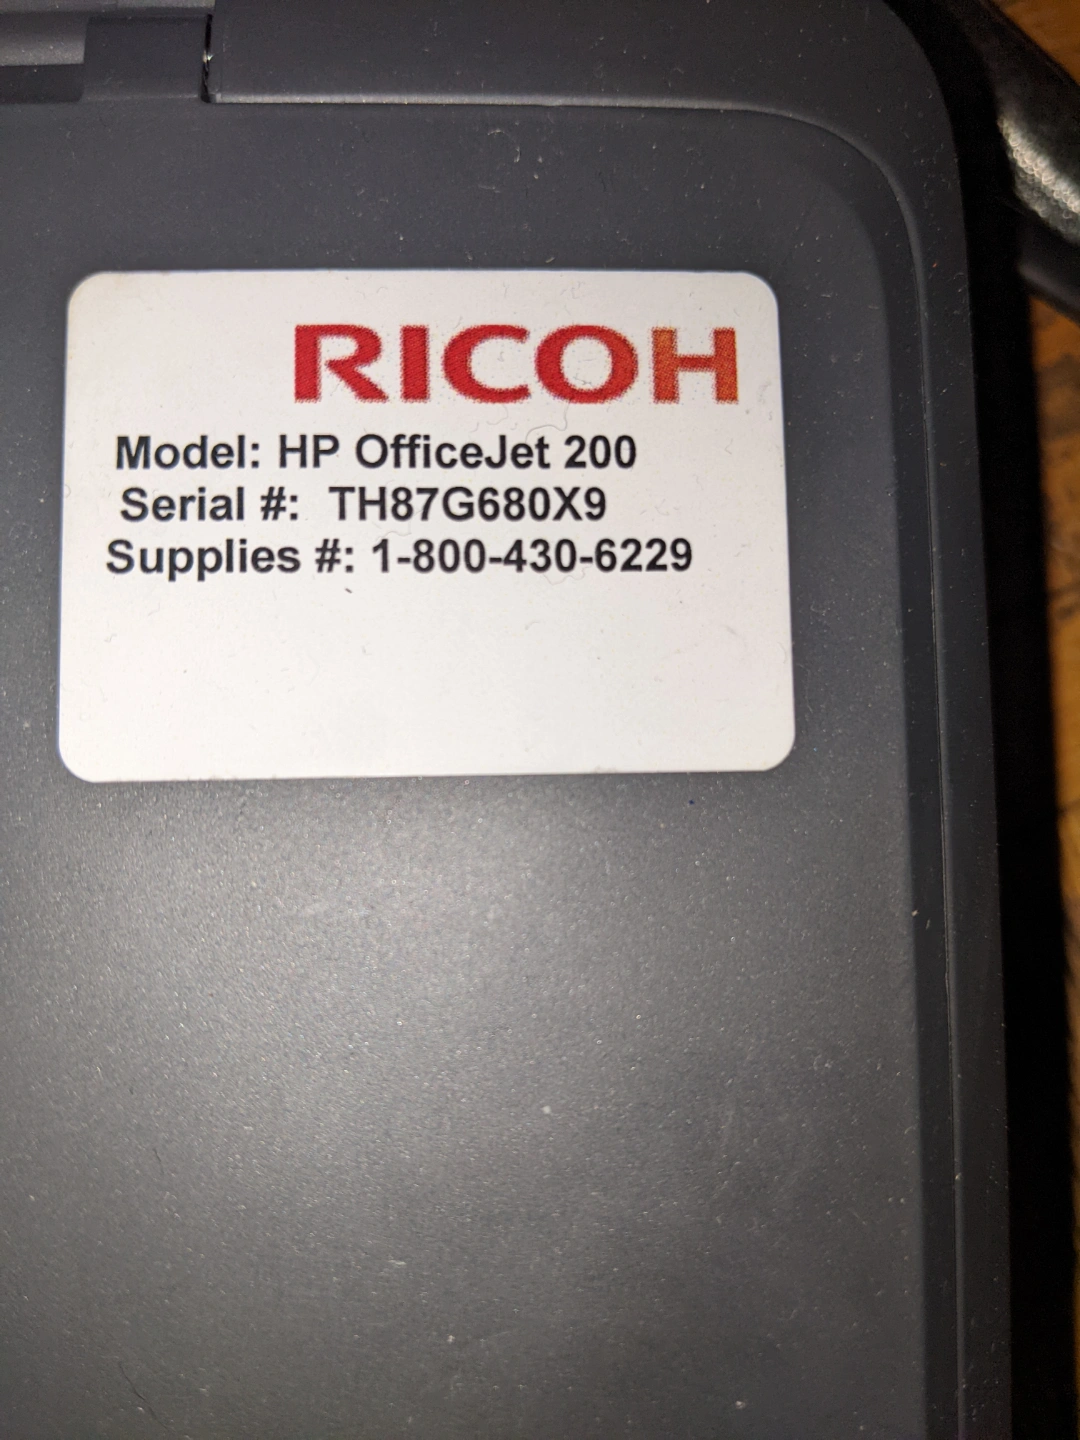 RICOH
Model: HP OfficeJet 200
Serial #: TH87G680X9
Supplies #: 1-800-430-6229